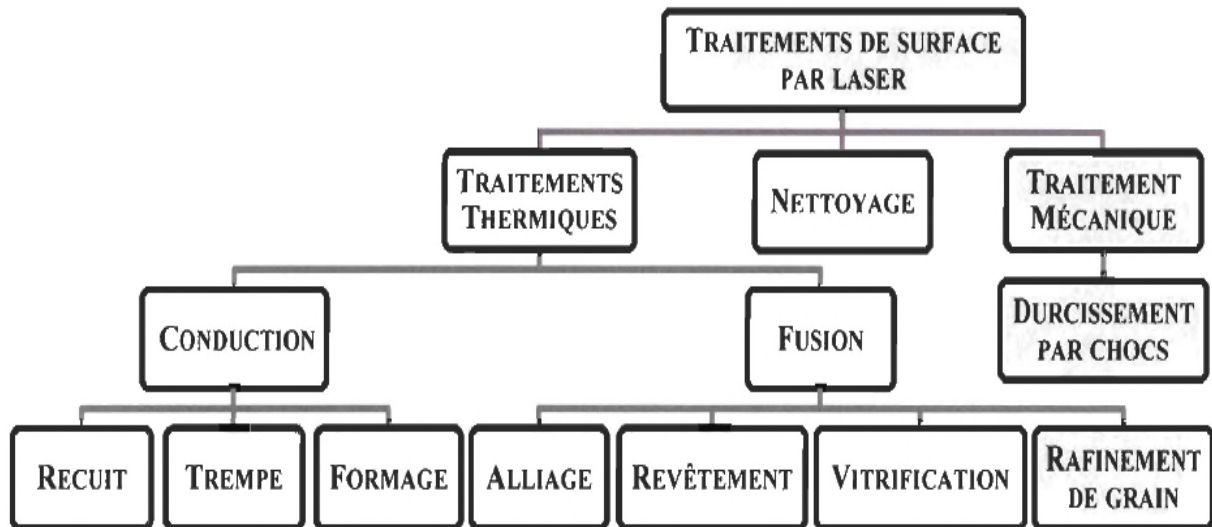 TRAITEMENTS DE SURFACE
PAR LASER
TRAITEMENTS
THERMIQUES
NETTOYAGE
TRAITEMENT
MÉCANIQUE
CONDUCTION
FUSION
DURCISSEMENT
PAR CHOCS
RECUIT
TREMPE
FORMAGE
ALLIAGE
REVÊTEMENT
VITRIFICATION
RAFINEMENT
DE GRAIN